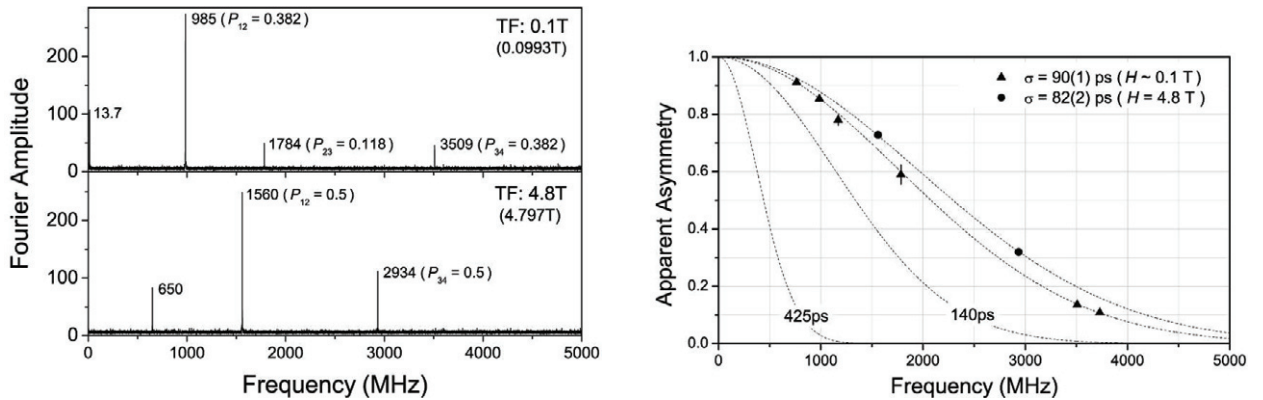 TF: 0.1T
(0.0993T)
985 (P12 = 0.382)
13.7
1784 (P23 = 0.118)
3509 (P34 = 0.382)
200
100
0
TF: 4.8T
(4.797T)
1560 (P12 = 0.5)
650
2934 (P34 = 0.5)
200
100
0
0 1000 2000 3000 4000 5000
Frequency (MHz)
Fourier Amplitude
σ = 90(1) ps ( H ~ 0.1 T )
σ = 82(2) ps ( H = 4.8 T )
425ps
140ps
1.0
0.8
0.6
0.4
0.2
0.0
0 1000 2000 3000 4000 5000
Frequency (MHz)
Apparent Asymmetry